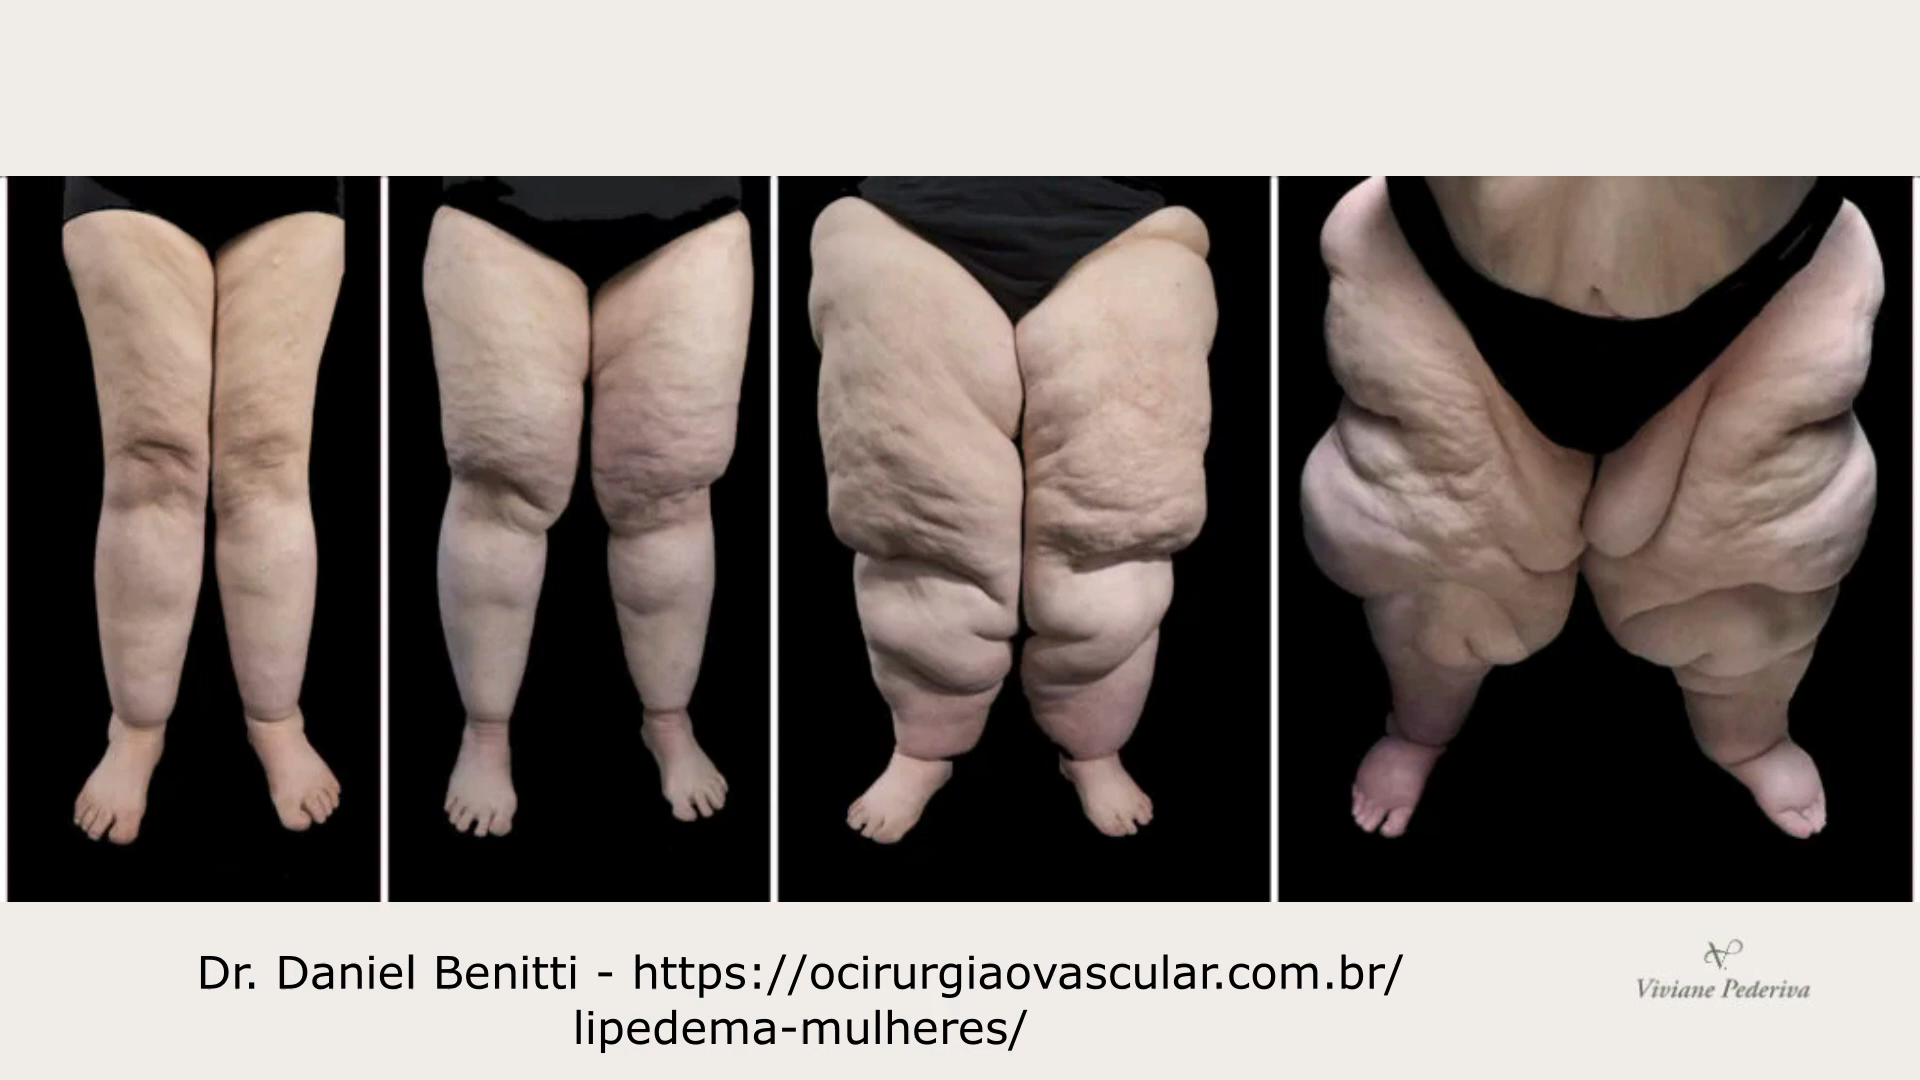 Dr. Daniel Benitti - https://ocirurgiaovascular.com.br/
lipedema-mulheres/
Viviane Pederiva